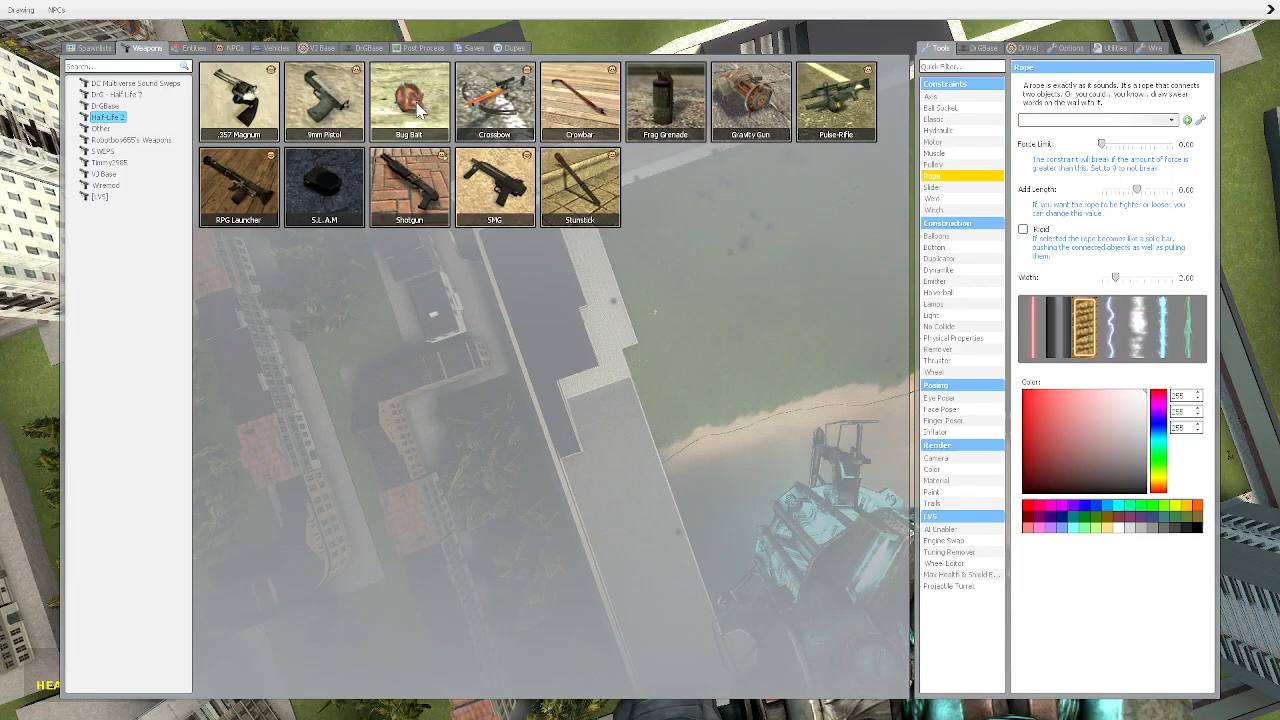 Drawing NPCs
Spawnlists Weapons Entities NPCs Vehicles VJ Base DrGBase Post Process Saves Dupes
Search...
DC Multiverse Sound Sweps
DrG - Half Life 2
DrGBase
Half-Life 2
Other
Robotboy655's Weapons
SWEPS
Timmy2985
VJ Base
Wiremod
[LVS]
.357 Magnum 9mm Pistol Bug Bait Crossbow Crowbar Frag Grenade Gravity Gun Pulse-Rifle
RPG Launcher S.L.A.M Shotgun SMG Stunstick
HEA
Tools DrGBase Options Utilities Wire
Quick Filter...
Constraints
Axis
Ball Socket
Elastic
Hydraulic
Motor
Muscle
Pulley
Rope
Slider
Weld
Winch
Construction
Balloons
Button
Duplicator
Dynamite
Emitter
Hoverball
Lamps
Light
No Collide
Physical Properties
Remover
Thruster
Wheel
Posing
Eye Poser
Face Poser
Finger Poser
Inflator
Render
Camera
Color
Material
Paint
Trails
LVS
AI Enabler
Engine Swap
Tuning Remover
Wheel Editor
Max Health & Shield E...
Projectile Turret
Rope
A rope is exactly as it sounds. It's a rope that connects
two objects. Or you could... you know... draw swear
words on the wall with it.
Force Limit: 0.00
The constraint will break if the amount of force is
greater than this. Set to 0 to not break.
Add Length: 0.00
If you want the rope to be tighter or looser you
can change this value.
Rigid
If selected the rope becomes like a solid bar,
pushing the connected objects as well as pulling
them.
Width: 2.00
Color:
255
255
255